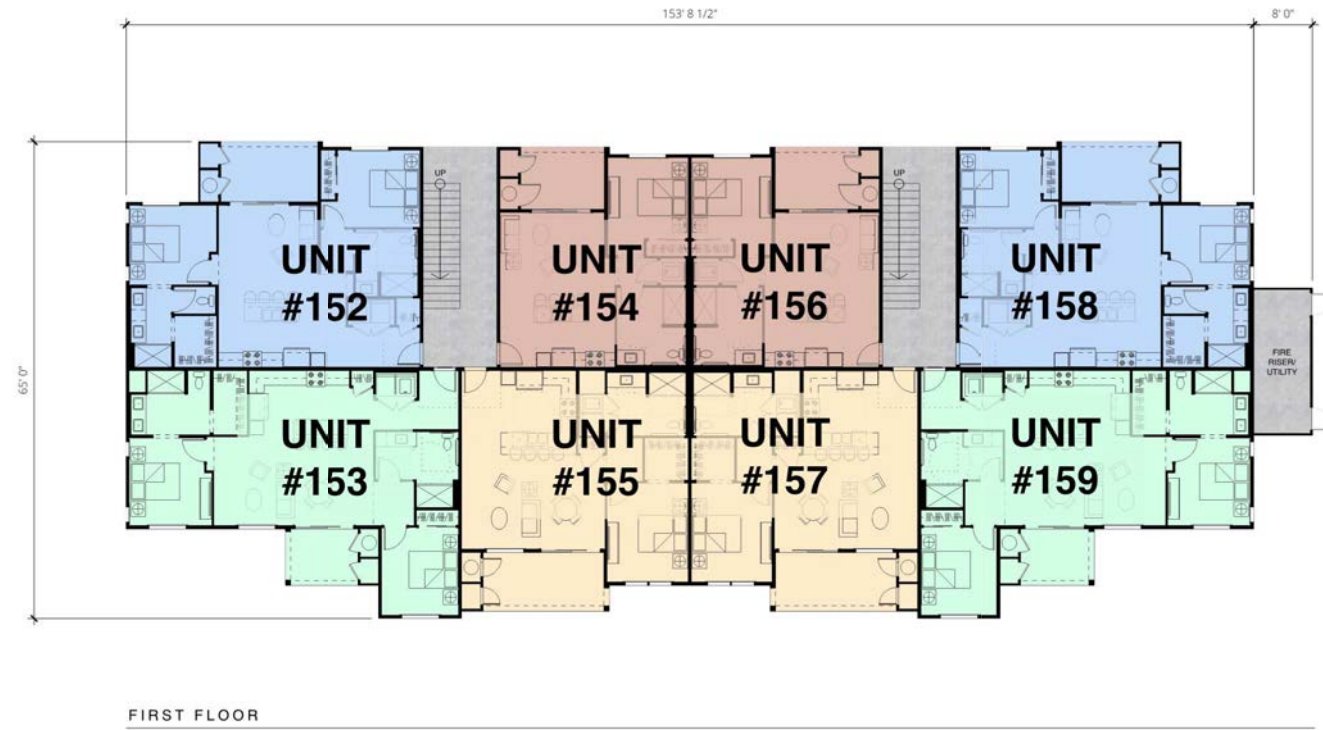 153' 8 1/2"
8' 0"
65' 0"
UP
UP
UNIT
#152
UNIT
#154
UNIT
#156
UNIT
#158
FIRE
RISER/
UTILITY
UNIT
#153
UNIT
#155
UNIT
#157
UNIT
#159
FIRST FLOOR